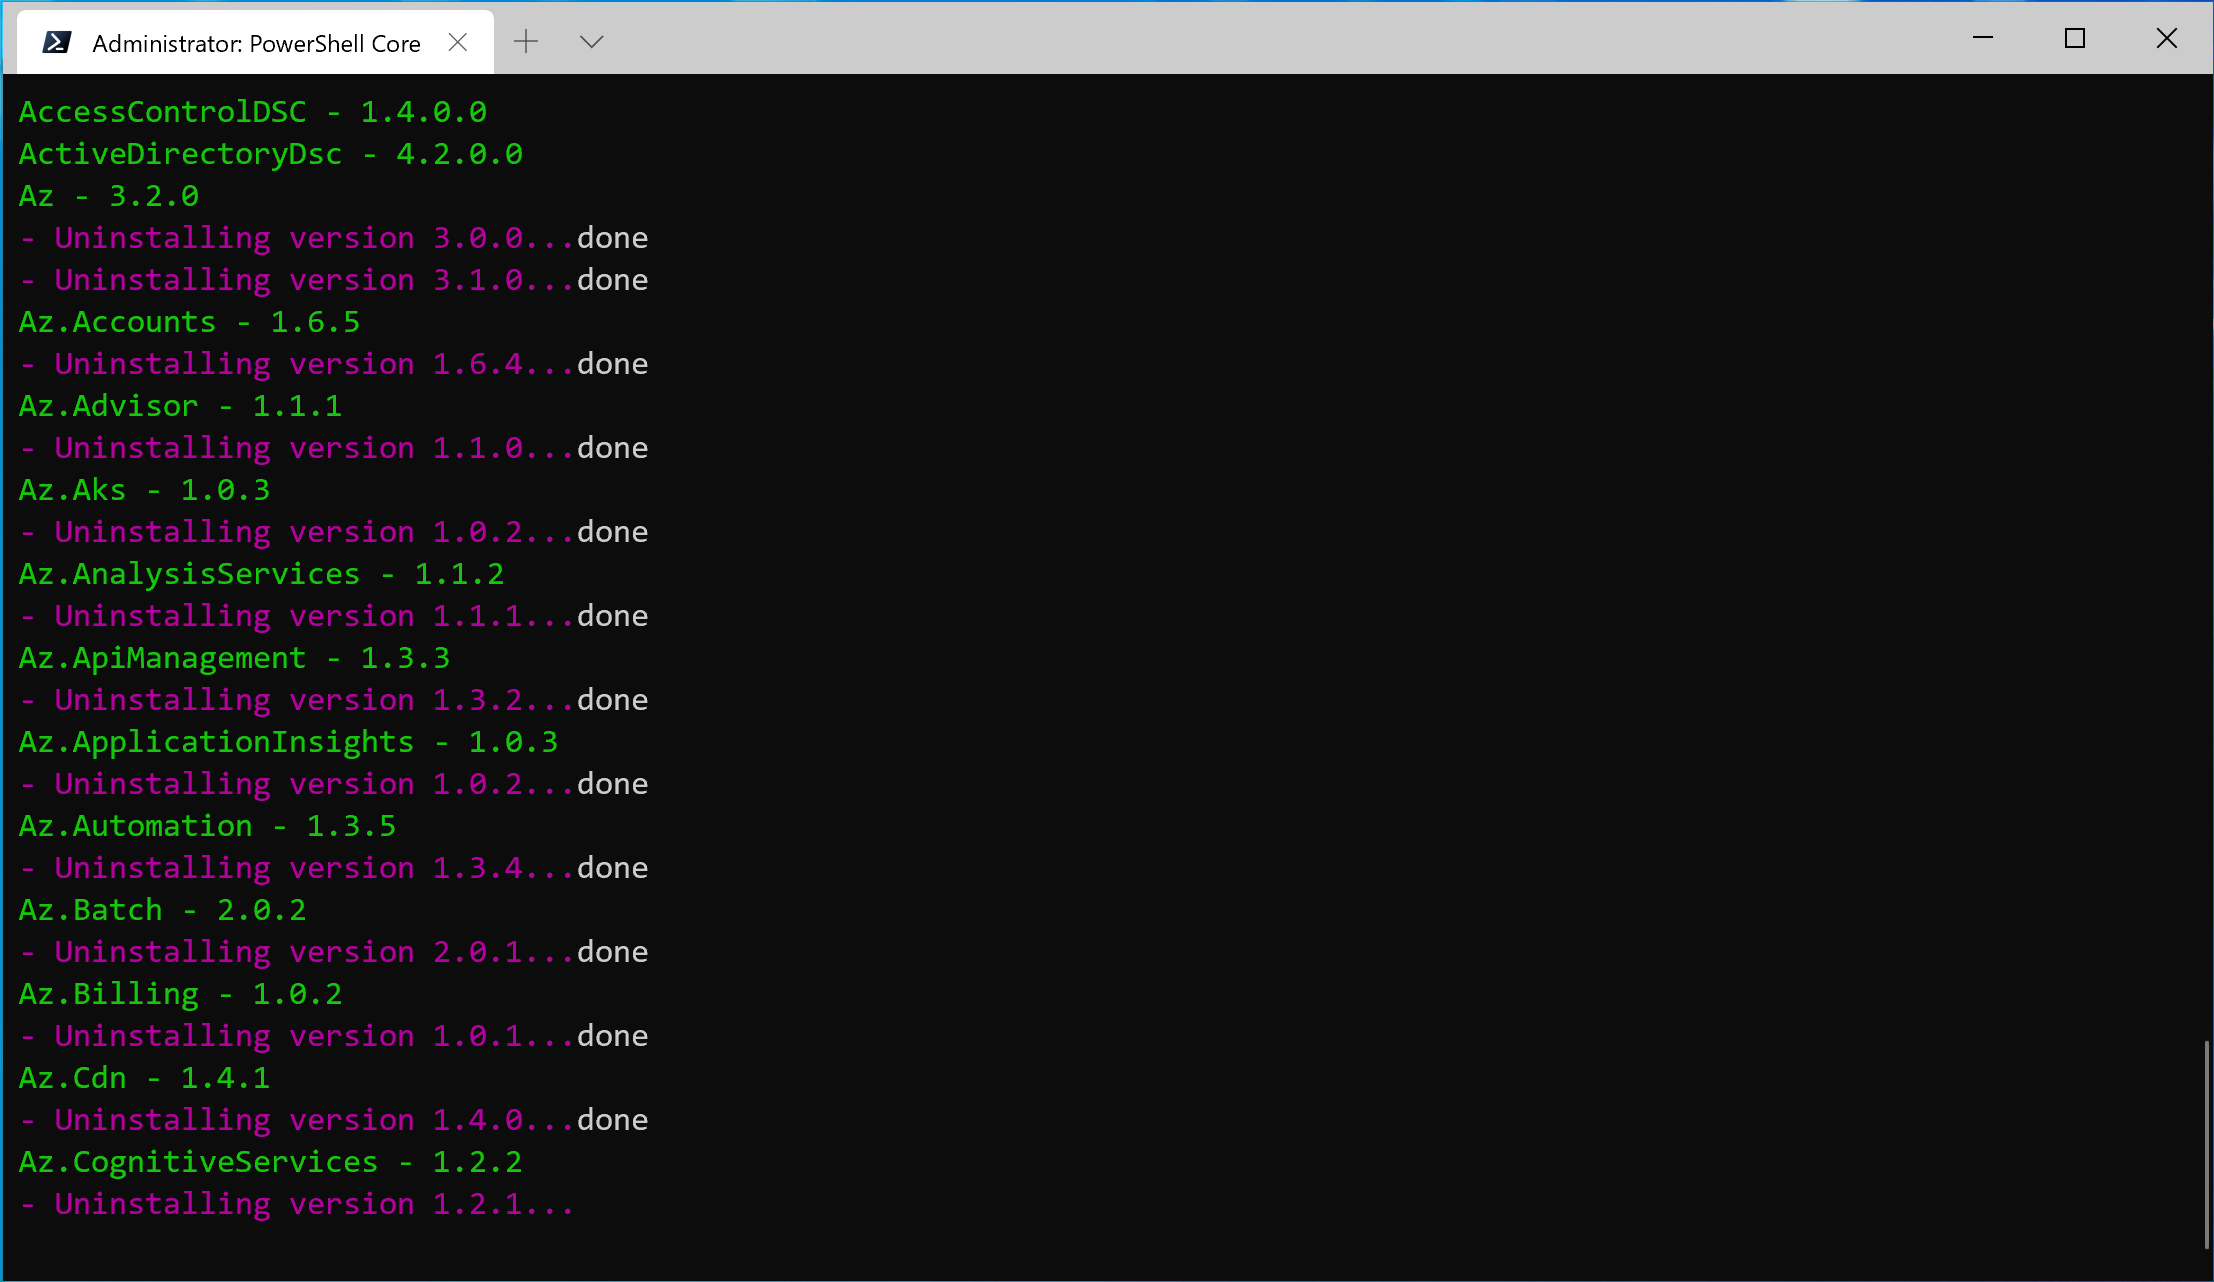 Administrator: PowerShell Core
AccessControlDSC - 1.4.0.0
ActiveDirectoryDsc - 4.2.0.0
Az - 3.2.0
- Uninstalling version 3.0.0...done
- Uninstalling version 3.1.0...done
Az.Accounts - 1.6.5
- Uninstalling version 1.6.4...done
Az.Advisor - 1.1.1
- Uninstalling version 1.1.0...done
Az.Aks - 1.0.3
- Uninstalling version 1.0.2...done
Az.AnalysisServices - 1.1.2
- Uninstalling version 1.1.1...done
Az.ApiManagement - 1.3.3
- Uninstalling version 1.3.2...done
Az.ApplicationInsights - 1.0.3
- Uninstalling version 1.0.2...done
Az.Automation - 1.3.5
- Uninstalling version 1.3.4...done
Az.Batch - 2.0.2
- Uninstalling version 2.0.1...done
Az.Billing - 1.0.2
- Uninstalling version 1.0.1...done
Az.Cdn - 1.4.1
- Uninstalling version 1.4.0...done
Az.CognitiveServices - 1.2.2
- Uninstalling version 1.2.1...